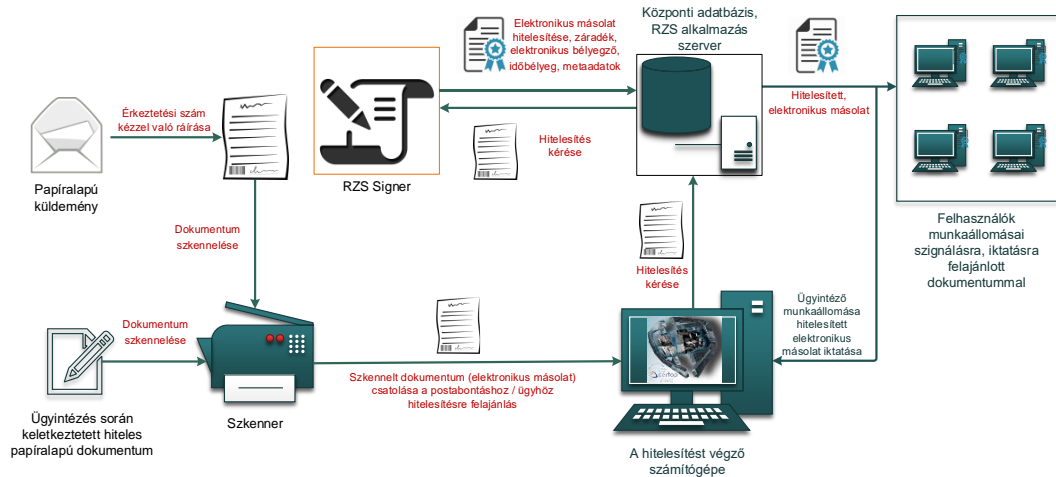 Elektronikus másolat
hitelesítése, záradék,
elektronikus bélyegző,
időbélyeg, metaadatok
Központi adatbázis,
RZS alkalmazás
szerver
Érkeztetési szám
kézzel való ráírása
Hitelesített,
elektronikus másolat
Hitelesítés
kérése
Papíralapú
küldemény
RZS Signer
Dokumentum
szkennelése
Hitelesítés
kérése
Felhasználók
munkaállomásai
szignálásra, iktatásra
felajánlott
dokumentummal
Dokumentum
szkennelése
Ügyintéző
munkaállomása
hitelesített
elektronikus
másolat iktatása
Szkennelt dokumentum (elektronikus másolat)
csatolása a postabontáshoz / ügyhöz
hitelesítésre felajánlás
Ügyintézés során
keletkeztetett hiteles
papíralapú dokumentum
Szkenner
A hitelesítést végző
számítógépe